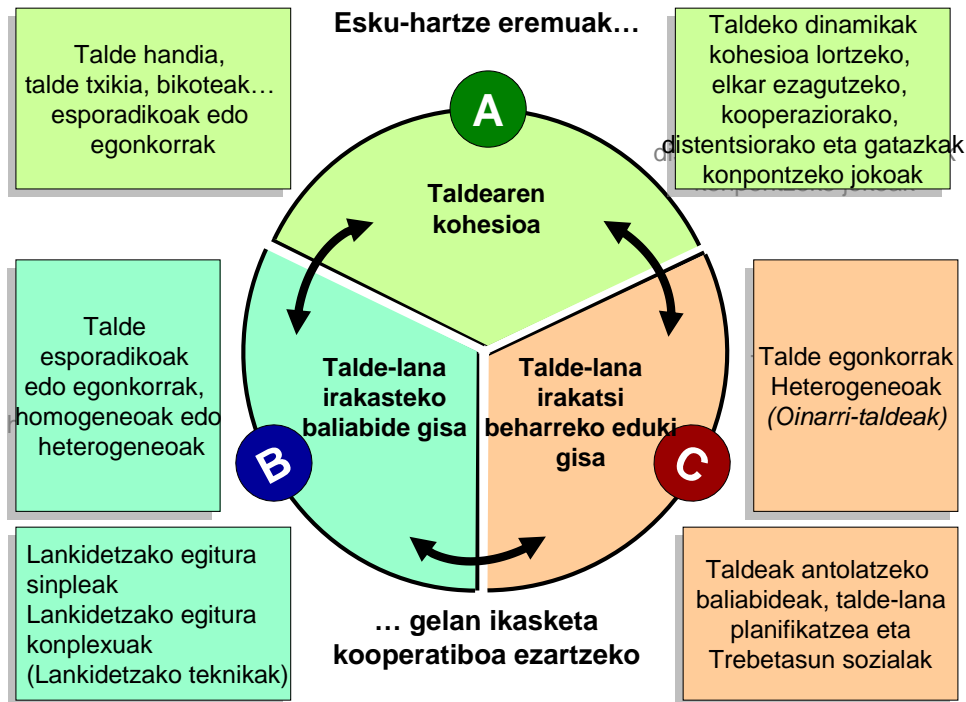 Esku-hartze eremuak…
Talde handia,
talde txikia, bikoteak…
esporadikoak edo
egonkorrak
Taldeko dinamikak
kohesioa lortzeko,
elkar ezagutzeko,
kooperaziorako,
distentsiorako eta gatazkak
konpontzeko jokoak
A
Taldearen
kohesioa
Talde
esporadikoak
edo egonkorrak,
homogeneoak edo
heterogeneoak
Talde-lana
irakasteko
baliabide gisa
B
Talde-lana
irakatsi
beharreko eduki
gisa
C
Talde egonkorrak
Heterogeneoak
(Oinarri-taldeak)
Lankidetzako egitura
sinpleak
Lankidetzako egitura
konplexuak
(Lankidetzako teknikak)
… gelan ikasketa
kooperatiboa ezartzeko
Taldeak antolatzeko
baliabideak, talde-lana
planifikatzea eta
Trebetasun sozialak